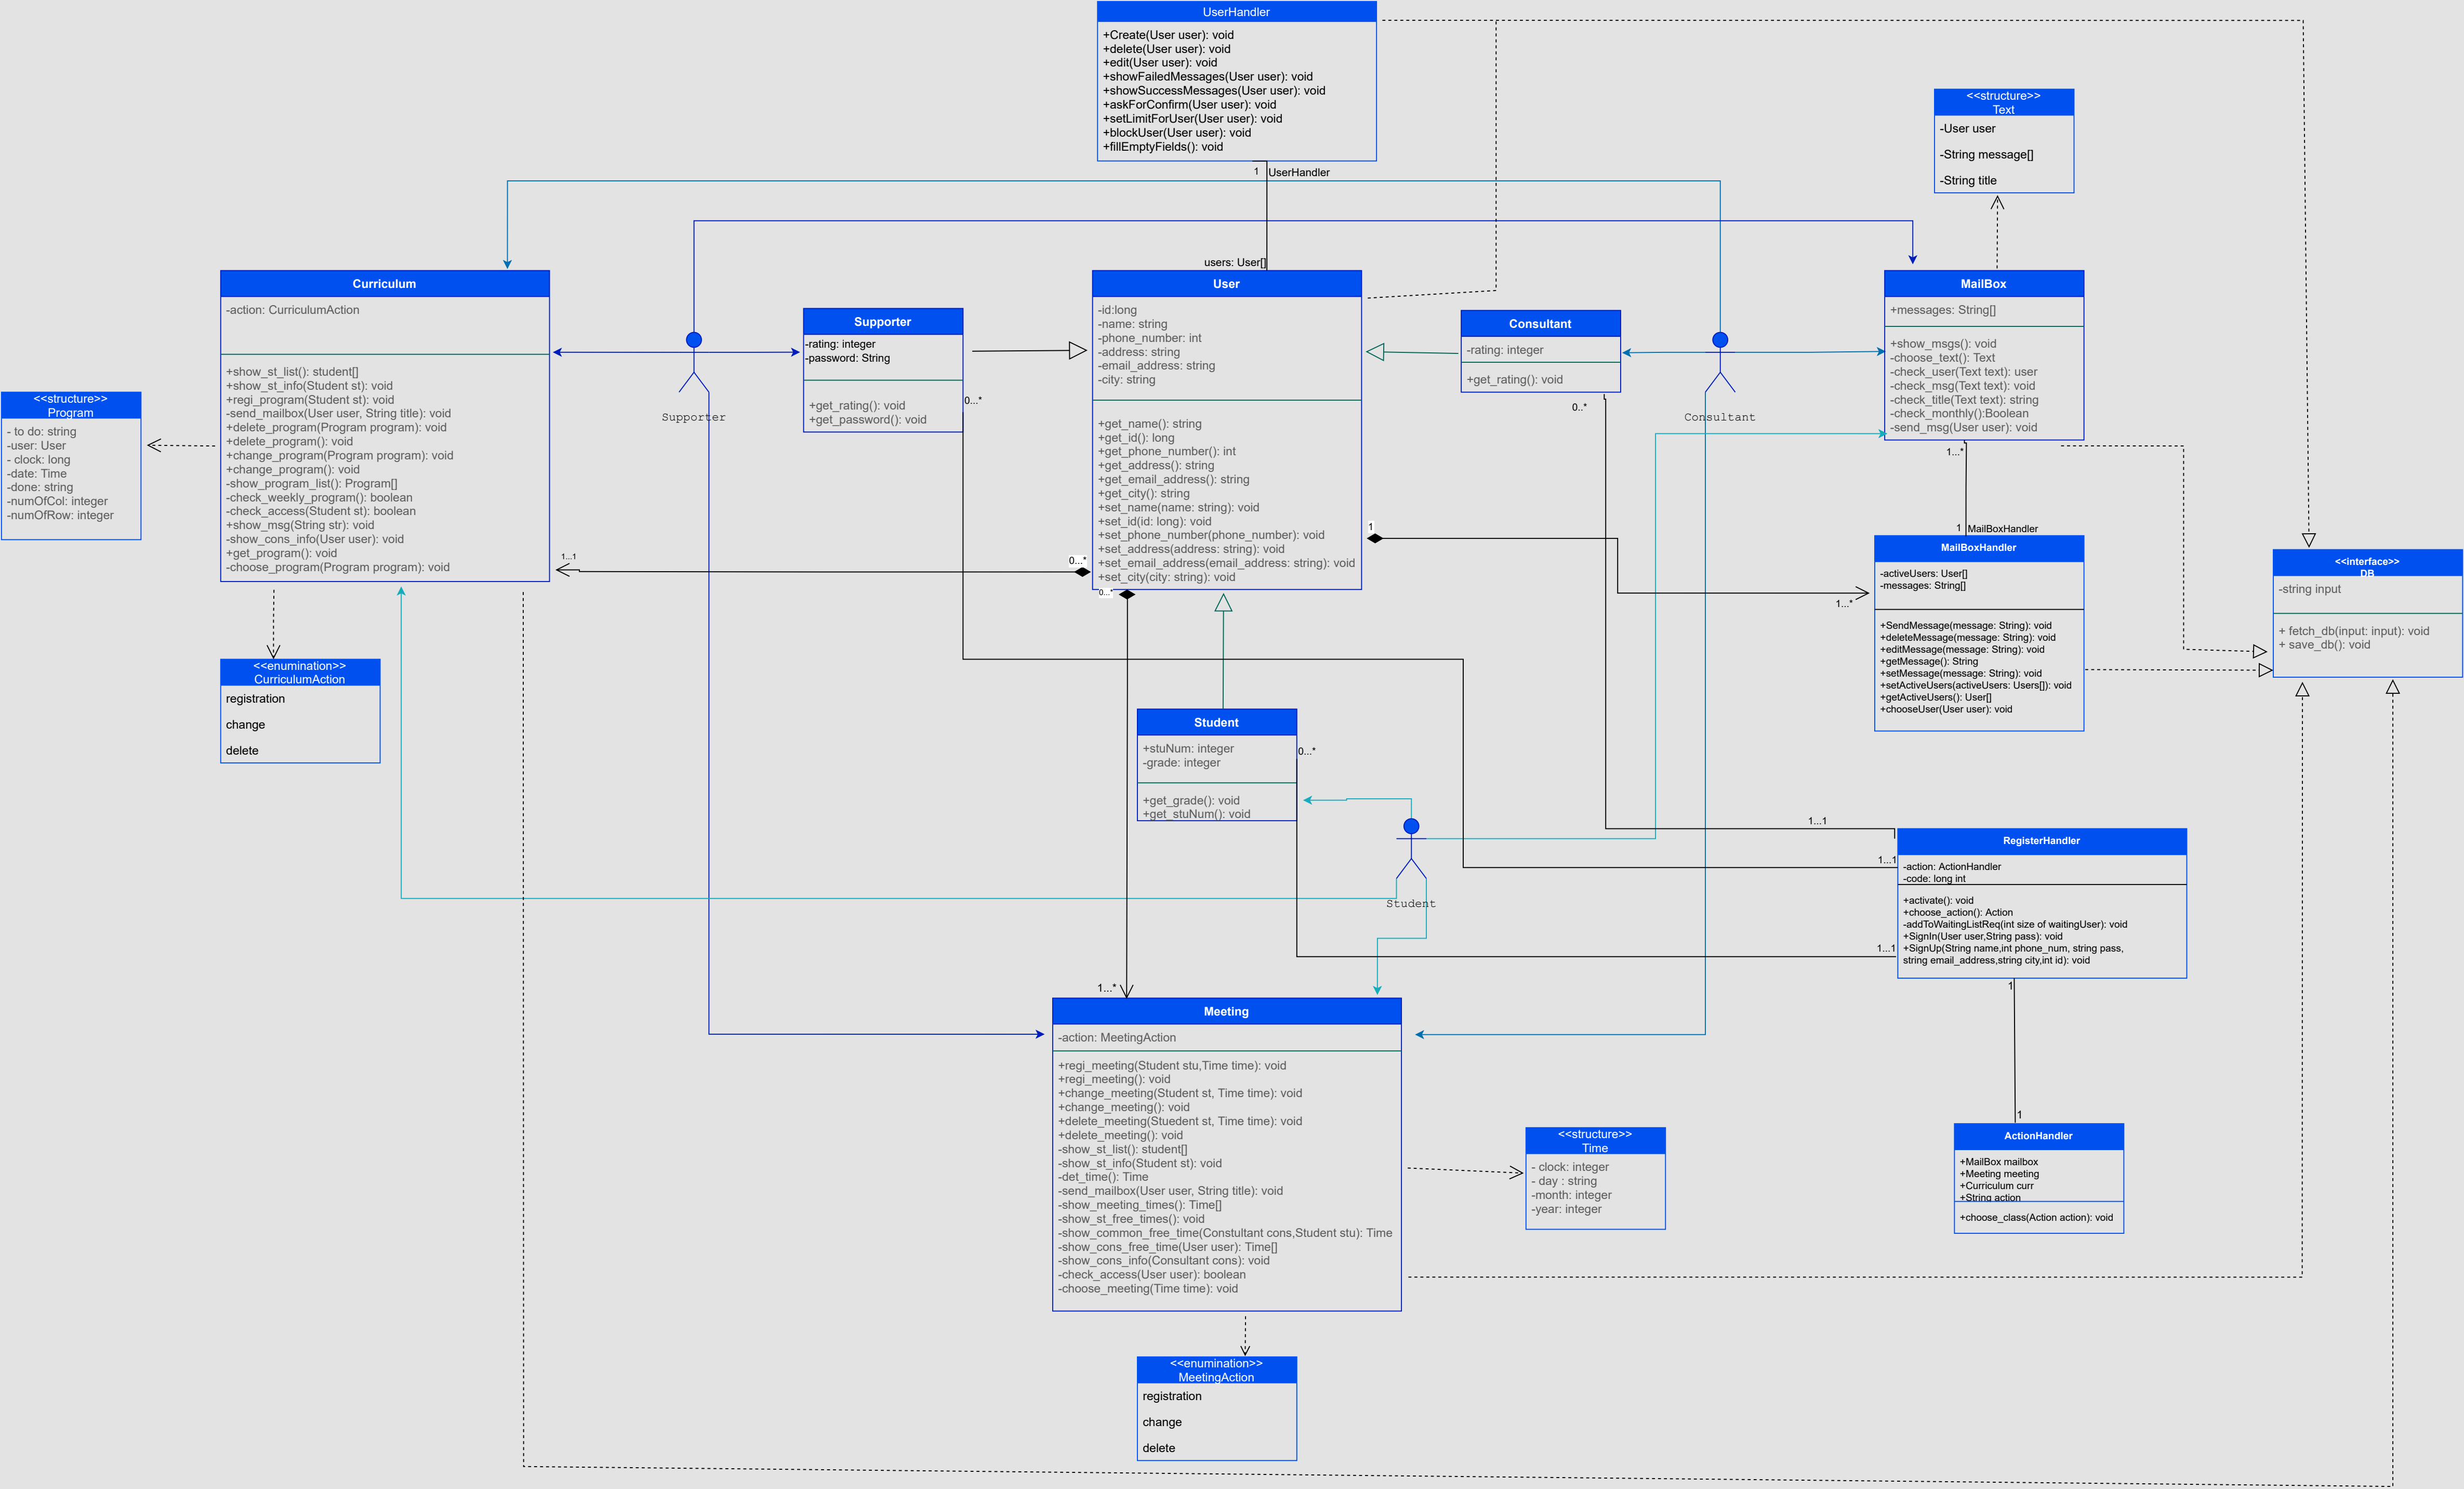 UserHandler
+Create(User user): void
+delete(User user): void
+edit(User user): void
+showFailedMessages(User user): void
+showSuccessMessages(User user): void
+askForConfirm(User user): void
+setLimitForUser(User user): void
+blockUser(User user): void
+fillEmptyFields(): void
1
UserHandler
users: User[]
<<structure>>
Text
-User user
-String message[]
-String title
Curriculum
-action: CurriculumAction
+show_st_list(): student[]
+show_st_info(Student st): void
+regi_program(Student st): void
-send_mailbox(User user, String title): void
+delete_program(Program program): void
+delete_program(): void
+change_program(Program program): void
+change_program(): void
-show_program_list(): Program[]
-check_weekly_program(): boolean
-check_access(Student st): boolean
+show_msg(String str): void
-show_cons_info(User user): void
+get_program(): void
-choose_program(Program program): void
<<structure>>
Program
- to do: string
-user: User
- clock: long
-date: Time
-done: string
-numOfCol: integer
-numOfRow: integer
<<enumination>>
CurriculumAction
registration
change
delete
Supporter
Supporter
-rating: integer
-password: String
+get_rating(): void
+get_password(): void
0...*
User
-id:long
-name: string
-phone_number: int
-address: string
-email_address: string
-city: string
+get_name(): string
+get_id(): long
+get_phone_number(): int
+get_address(): string
+get_email_address(): string
+get_city(): string
+set_name(name: string): void
+set_id(id: long): void
+set_phone_number(phone_number): void
+set_address(address: string): void
+set_email_address(email_address: string): void
+set_city(city: string): void
1...1
0...*
0...*
1
1...*
Consultant
-rating: integer
+get_rating(): void
0..*
Consultant
MailBox
+messages: String[]
+show_msgs(): void
-choose_text(): Text
-check_user(Text text): user
-check_msg(Text text): void
-check_title(Text text): string
-check_monthly():Boolean
-send_msg(User user): void
1...*
1
MailBoxHandler
MailBoxHandler
-activeUsers: User[]
-messages: String[]
+SendMessage(message: String): void
+deleteMessage(message: String): void
+editMessage(message: String): void
+getMessage(): String
+setMessage(message: String): void
+setActiveUsers(activeUsers: Users[]): void
+getActiveUsers(): User[]
+chooseUser(User user): void
<<interface>>
DB
-string input
+ fetch_db(input: input): void
+ save_db(): void
Student
+stuNum: integer
-grade: integer
+get_grade(): void
+get_stuNum(): void
0...*
Student
1...1
1...1
1...1
RegisterHandler
-action: ActionHandler
-code: long int
+activate(): void
+choose_action(): Action
-addToWaitingListReq(int size of waitingUser): void
+SignIn(User user,String pass): void
+SignUp(String name,int phone_num, string pass,
string email_address,string city,int id): void
1
1
ActionHandler
+MailBox mailbox
+Meeting meeting
+Curriculum curr
+String action
+choose_class(Action action): void
1...*
Meeting
-action: MeetingAction
+regi_meeting(Student stu,Time time): void
+regi_meeting(): void
+change_meeting(Student st, Time time): void
+change_meeting(): void
+delete_meeting(Stuedent st, Time time): void
+delete_meeting(): void
-show_st_list(): student[]
-show_st_info(Student st): void
-det_time(): Time
-send_mailbox(User user, String title): void
-show_meeting_times(): Time[]
-show_st_free_times(): void
-show_common_free_time(Constultant cons,Student stu): Time
-show_cons_free_time(User user): Time[]
-show_cons_info(Consultant cons): void
-check_access(User user): boolean
-choose_meeting(Time time): void
<<structure>>
Time
- clock: integer
- day : string
-month: integer
-year: integer
<<enumination>>
MeetingAction
registration
change
delete